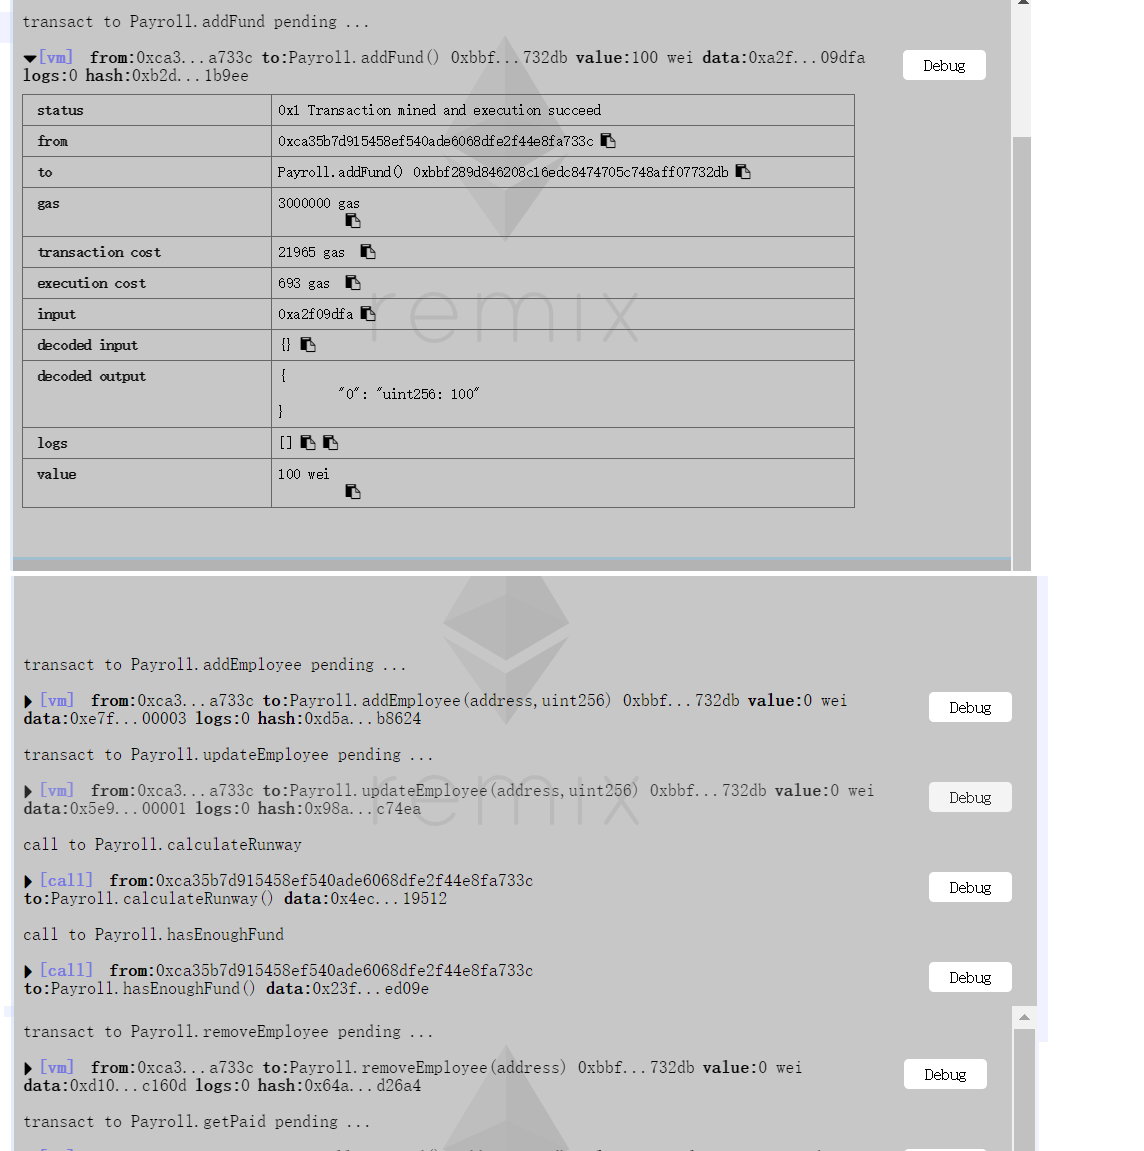 transact to Payroll.addFund pending ...
[vm] from:0xca3...a733c to:Payroll.addFund() 0xbbf...732db value:100 wei data:0xa2f...09dfa
logs:0 hash:0xb2d...1b9ee
Debug
status 0x1 Transaction mined and execution succeed
from 0xca35b7d915458ef540ade6068dfe2f44e8fa733c
to Payroll.addFund() 0xbbf289d846208c16edc8474705c748aff07732db
gas 3000000 gas
transaction cost 21965 gas
execution cost 693 gas
input 0xa2f09dfa
decoded input {}
decoded output {
"0": "uint256: 100"
}
logs []
value 100 wei
remix
transact to Payroll.addEmployee pending ...
[vm] from:0xca3...a733c to:Payroll.addEmployee(address,uint256) 0xbbf...732db value:0 wei
data:0xe7f...00003 logs:0 hash:0xd5a...b8624
Debug
transact to Payroll.updateEmployee pending ...
[vm] from:0xca3...a733c to:Payroll.updateEmployee(address,uint256) 0xbbf...732db value:0 wei
data:0x5e9...00001 logs:0 hash:0x98a...c74ea
Debug
remix
call to Payroll.calculateRunway
[call] from:0xca35b7d915458ef540ade6068dfe2f44e8fa733c
to:Payroll.calculateRunway() data:0x4ec...19512
Debug
call to Payroll.hasEnoughFund
[call] from:0xca35b7d915458ef540ade6068dfe2f44e8fa733c
to:Payroll.hasEnoughFund() data:0x23f...ed09e
Debug
transact to Payroll.removeEmployee pending ...
[vm] from:0xca3...a733c to:Payroll.removeEmployee(address) 0xbbf...732db value:0 wei
data:0xd10...c160d logs:0 hash:0x64a...d26a4
Debug
transact to Payroll.getPaid pending ...